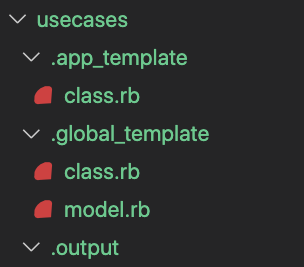 usecases
.app_template
class.rb
.global_template
class.rb
model.rb
.output